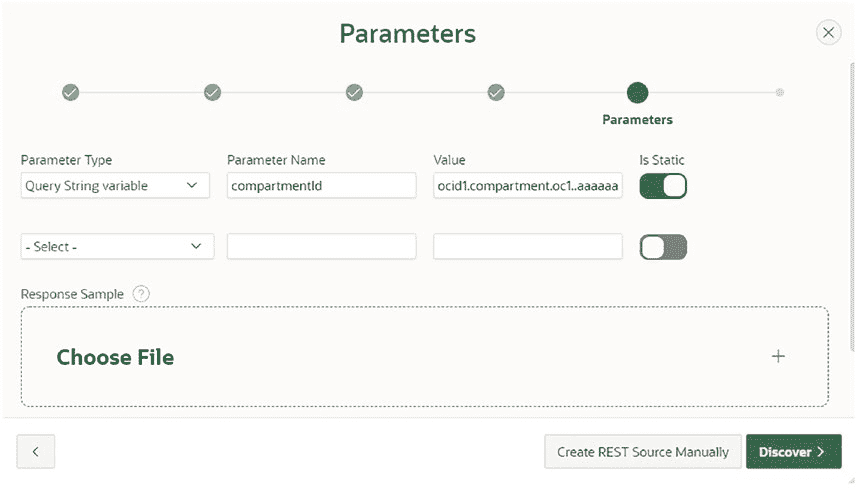 Parameters
Parameters
Parameter Type Parameter Name Value Is Static
Query String variable compartmentId ocid1.compartment.oc1..aaaaaa
- Select -
Response Sample ?
Choose File +
Create REST Source Manually Discover